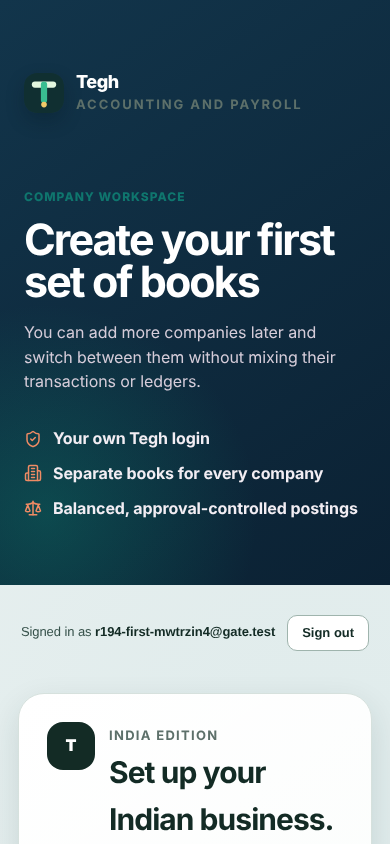 Tegh
ACCOUNTING AND PAYROLL
COMPANY WORKSPACE
Create your first
set of books
You can add more companies later and
switch between them without mixing their
transactions or ledgers.
Your own Tegh login
Separate books for every company
Balanced, approval-controlled postings
Signed in as r194-first-mwtrzin4@gate.test
Sign out
T
INDIA EDITION
Set up your
Indian business.